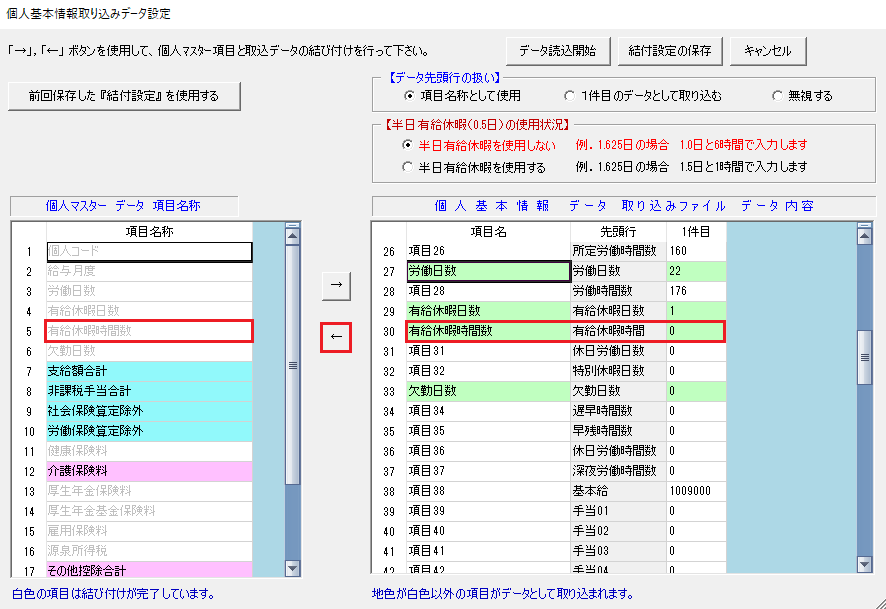 個人基本情報取り込みデータ設定
「→」,「←」ボタンを使用して、個人マスター項目と取込データの結び付けを行って下さい。
データ読込開始 結付設定の保存 キャンセル
前回保存した『結付設定』を使用する
【データ先頭行の扱い】
項目名称として使用 1件目のデータとして取り込む 無視する
【半日有給休暇(0.5日)の使用状況】
半日有給休暇を使用しない 例．1.625日の場合 1.0日と6時間で入力します
半日有給休暇を使用する 例．1.625日の場合 1.5日と1時間で入力します
個人マスター データ 項目名称
項目名称
1 個人コード
2 給与月度
3 労働日数
4 有給休暇日数
5 有給休暇時間数
6 欠勤日数
7 支給額合計
8 非課税手当合計
9 社会保険算定除外
10 労働保険算定除外
11 健康保険料
12 介護保険料
13 厚生年金保険料
14 厚生年金基金保険料
15 雇用保険料
16 源泉所得税
17 その他控除合計
白色の項目は結び付けが完了しています。
→
←
個人基本情報 データ 取り込みファイル データ内容
項目名 先頭行 1件目
26 項目26 所定労働時間数 160
27 労働日数 労働日数 22
28 項目28 労働時間数 176
29 有給休暇日数 有給休暇日数 1
30 有給休暇時間数 有給休暇時間 0
31 項目31 休日労働日数 0
32 項目32 特別休暇日数 0
33 欠勤日数 欠勤日数 0
34 項目34 遅早時間数 0
35 項目35 早残時間数 0
36 項目36 休日労働時間数 0
37 項目37 深夜労働時間数 0
38 項目38 基本給 1009000
39 項目39 手当01 0
40 項目40 手当02 0
41 項目41 手当03 0
42 項目42 手当04 0
地色が白色以外の項目がデータとして取り込まれます。